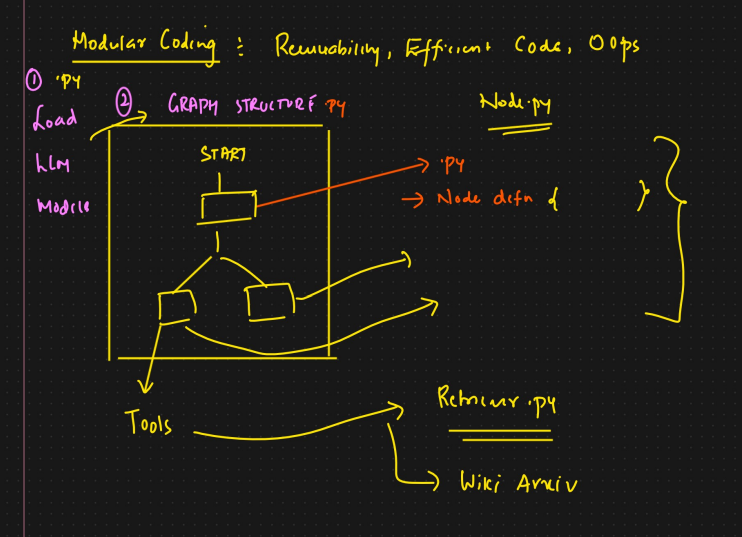 Modular Coding : Reusability, Efficient Code, OOps
① .py
Load
LLM
Models
② GRAPH STRUCTURE .py
START
Node.py
→ .py
→ Node defn { }
Tools
Retriever.py
→ Wiki Arxiv